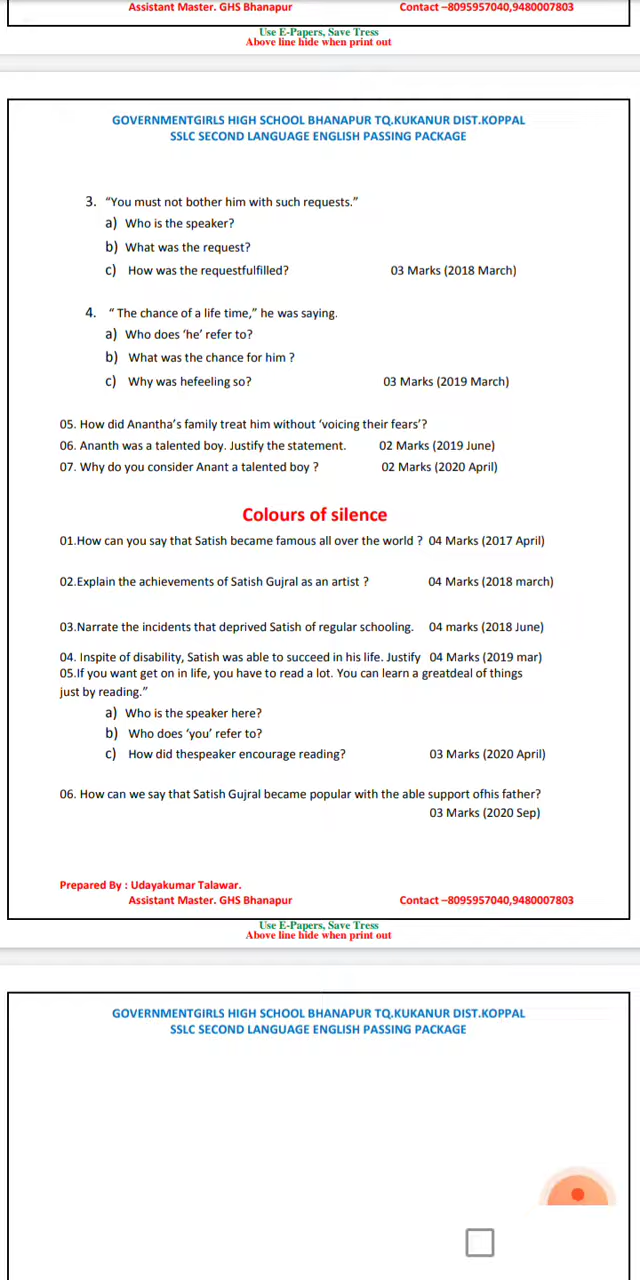 Assistant Master. GHS Bhanapur Contact –8095957040,9480007803
Use E-Papers, Save Tress
Above line hide when print out
GOVERNMENTGIRLS HIGH SCHOOL BHANAPUR TQ.KUKANUR DIST.KOPPAL
SSLC SECOND LANGUAGE ENGLISH PASSING PACKAGE
3. “You must not bother him with such requests.”
a) Who is the speaker?
b) What was the request?
c) How was the requestfulfilled? 03 Marks (2018 March)
4. “ The chance of a life time,” he was saying.
a) Who does ‘he’ refer to?
b) What was the chance for him ?
c) Why was hefeeling so? 03 Marks (2019 March)
05. How did Anantha’s family treat him without ‘voicing their fears’?
06. Ananth was a talented boy. Justify the statement. 02 Marks (2019 June)
07. Why do you consider Anant a talented boy ? 02 Marks (2020 April)
Colours of silence
01.How can you say that Satish became famous all over the world ? 04 Marks (2017 April)
02.Explain the achievements of Satish Gujral as an artist ? 04 Marks (2018 march)
03.Narrate the incidents that deprived Satish of regular schooling. 04 marks (2018 June)
04. Inspite of disability, Satish was able to succeed in his life. Justify 04 Marks (2019 mar)
05.If you want get on in life, you have to read a lot. You can learn a greatdeal of things
just by reading.”
a) Who is the speaker here?
b) Who does ‘you’ refer to?
c) How did thespeaker encourage reading? 03 Marks (2020 April)
06. How can we say that Satish Gujral became popular with the able support ofhis father?
03 Marks (2020 Sep)
Prepared By : Udayakumar Talawar.
Assistant Master. GHS Bhanapur Contact –8095957040,9480007803
Use E-Papers, Save Tress
Above line hide when print out
GOVERNMENTGIRLS HIGH SCHOOL BHANAPUR TQ.KUKANUR DIST.KOPPAL
SSLC SECOND LANGUAGE ENGLISH PASSING PACKAGE